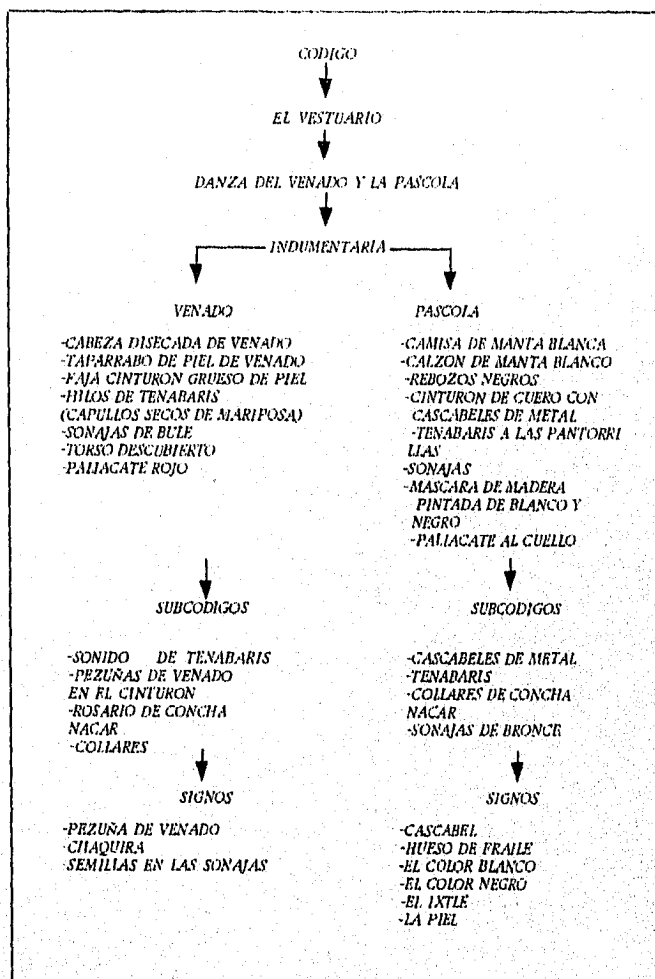 CODIGO
EL VESTUARIO
DANZA DEL VENADO Y LA PASCOLA
INDUMENTARIA
VENADO
-CABEZA DISECADA DE VENADO
-TAPARRABO DE PIEL DE VENADO
-FAJA CINTURON GRUESO DE PIEL
-HILOS DE TENABARIS
(CAPULLOS SECOS DE MARIPOSA)
-SONAJAS DE BULE
-TORSO DESCUBIERTO
-PALIACATE ROJO
SUBCODIGOS
-SONIDO DE TENABARIS
-PEZUÑAS DE VENADO
EN EL CINTURON
-ROSARIO DE CONCHA
NACAR
-COLLARES
SIGNOS
-PEZUÑA DE VENADO
CHAQUIRA
SEMILLAS EN LAS SONAJAS
PASCOLA
-CAMISA DE MANTA BLANCA
-CALZON DE MANTA BLANCO
-REBOZOS NEGROS
-CINTURON DE CUERO CON
CASCABELES DE METAL
-TENABARIS A LAS PANTORRI
LLAS
-SONAJAS
-MASCARA DE MADERA
PINTADA DE BLANCO Y
NEGRO
-PALIACATE AL CUELLO
SUBCODIGOS
-CASCABELES DE METAL
-TENABARIS
-COLLARES DE CONCHA
NACAR
-SONAJAS DE BRONCE
SIGNOS
-CASCABEL
-HUESO DE FRAILE
-EL COLOR BLANCO
-EL COLOR NEGRO
-EL IXTLE
-LA PIEL